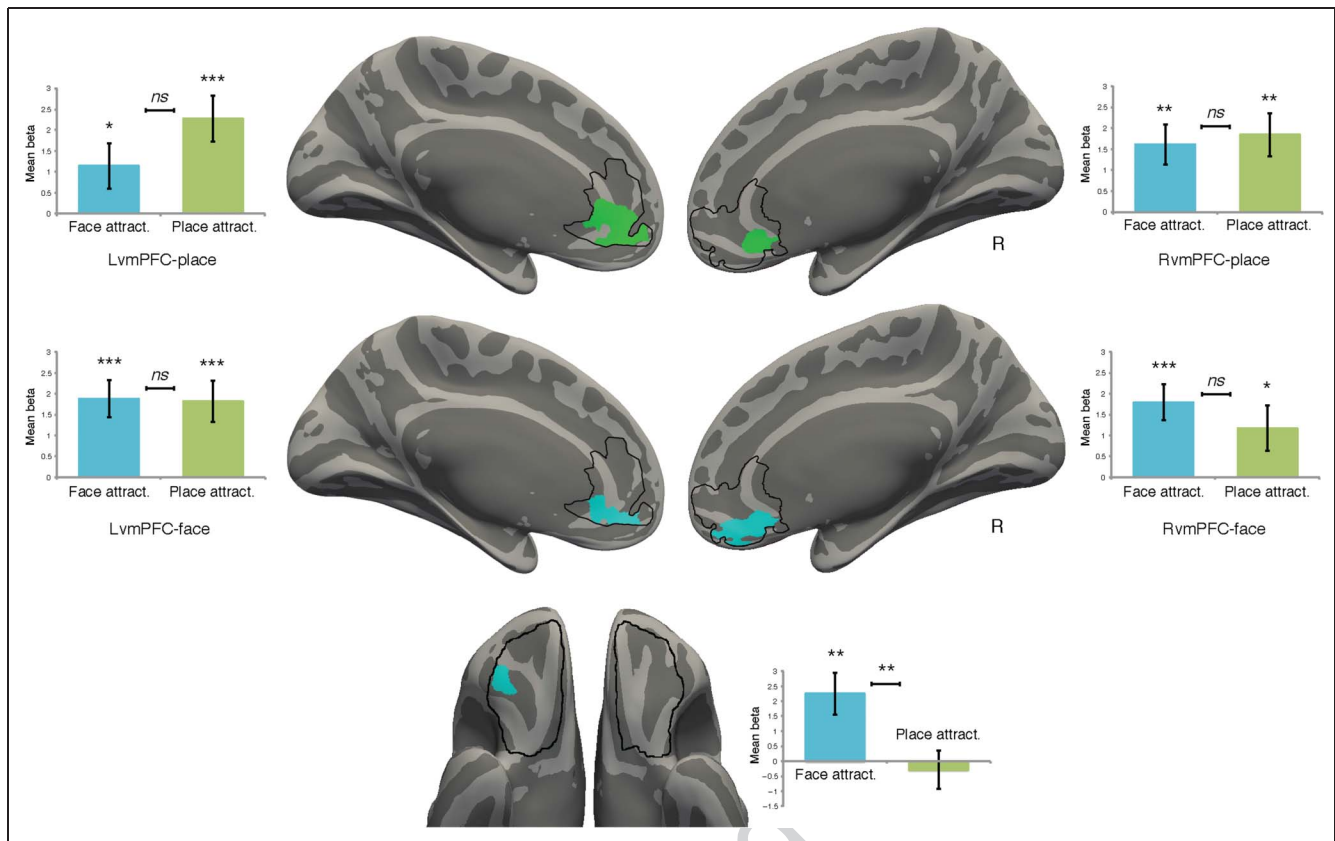 ***
ns
*
3
2.5
2
1.5
1
0.5
0
Mean beta
Face attract. Place attract.
LvmPFC-place
** ns **
3
2.5
2
1.5
1
0.5
0
Mean beta
Face attract. Place attract.
RvmPFC-place
R
*** ns ***
3
2.5
2
1.5
1
0.5
0
Mean beta
Face attract. Place attract.
LvmPFC-face
*** ns *
3
2.5
2
1.5
1
0.5
0
Mean beta
Face attract. Place attract.
RvmPFC-face
R
** **
3
2.5
2
1.5
1
0.5
0
−0.5
−1
−1.5
Mean beta
Place attract.
Face attract.